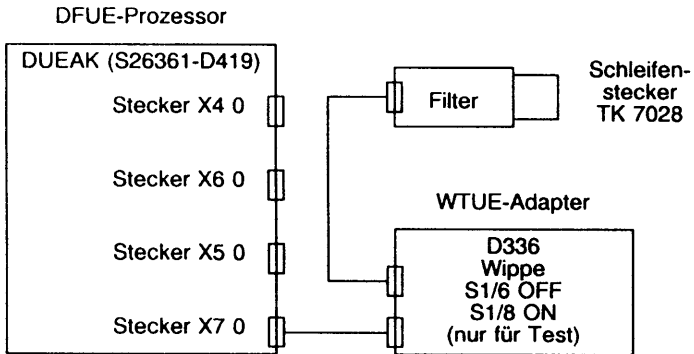 DFUE-Prozessor
DUEAK (S26361-D419)
Stecker X4 0
Stecker X6 0
Stecker X5 0
Stecker X7 0
Filter
Schleifen-
stecker
TK 7028
WTUE-Adapter
D336
Wippe
S1/6 OFF
S1/8 ON
(nur für Test)